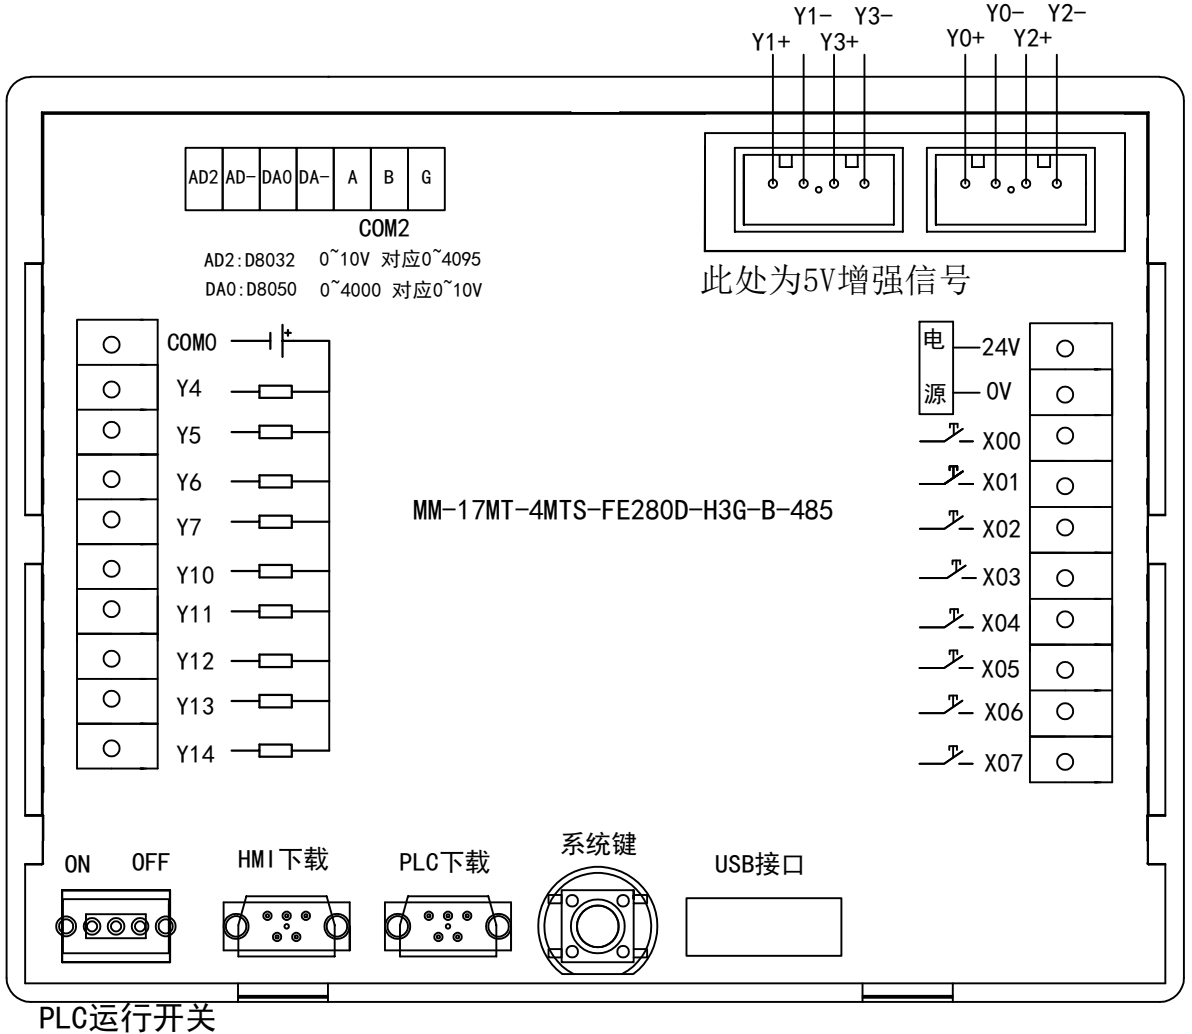 Y1- Y3- Y0- Y2-
Y1+ Y3+ Y0+ Y2+
AD2 AD- DA0 DA- A B G
COM2
AD2:D8032 0~10V 对应0~4095
DA0:D8050 0~4000 对应0~10V
此处为5V增强信号
COM0 +
Y4
Y5
Y6
Y7
Y10
Y11
Y12
Y13
Y14
电源
24V
0V
X00
X01
X02
X03
X04
X05
X06
X07
MM-17MT-4MTS-FE280D-H3G-B-485
ON OFF
HMI下载
PLC下载
系统键
USB接口
PLC运行开关